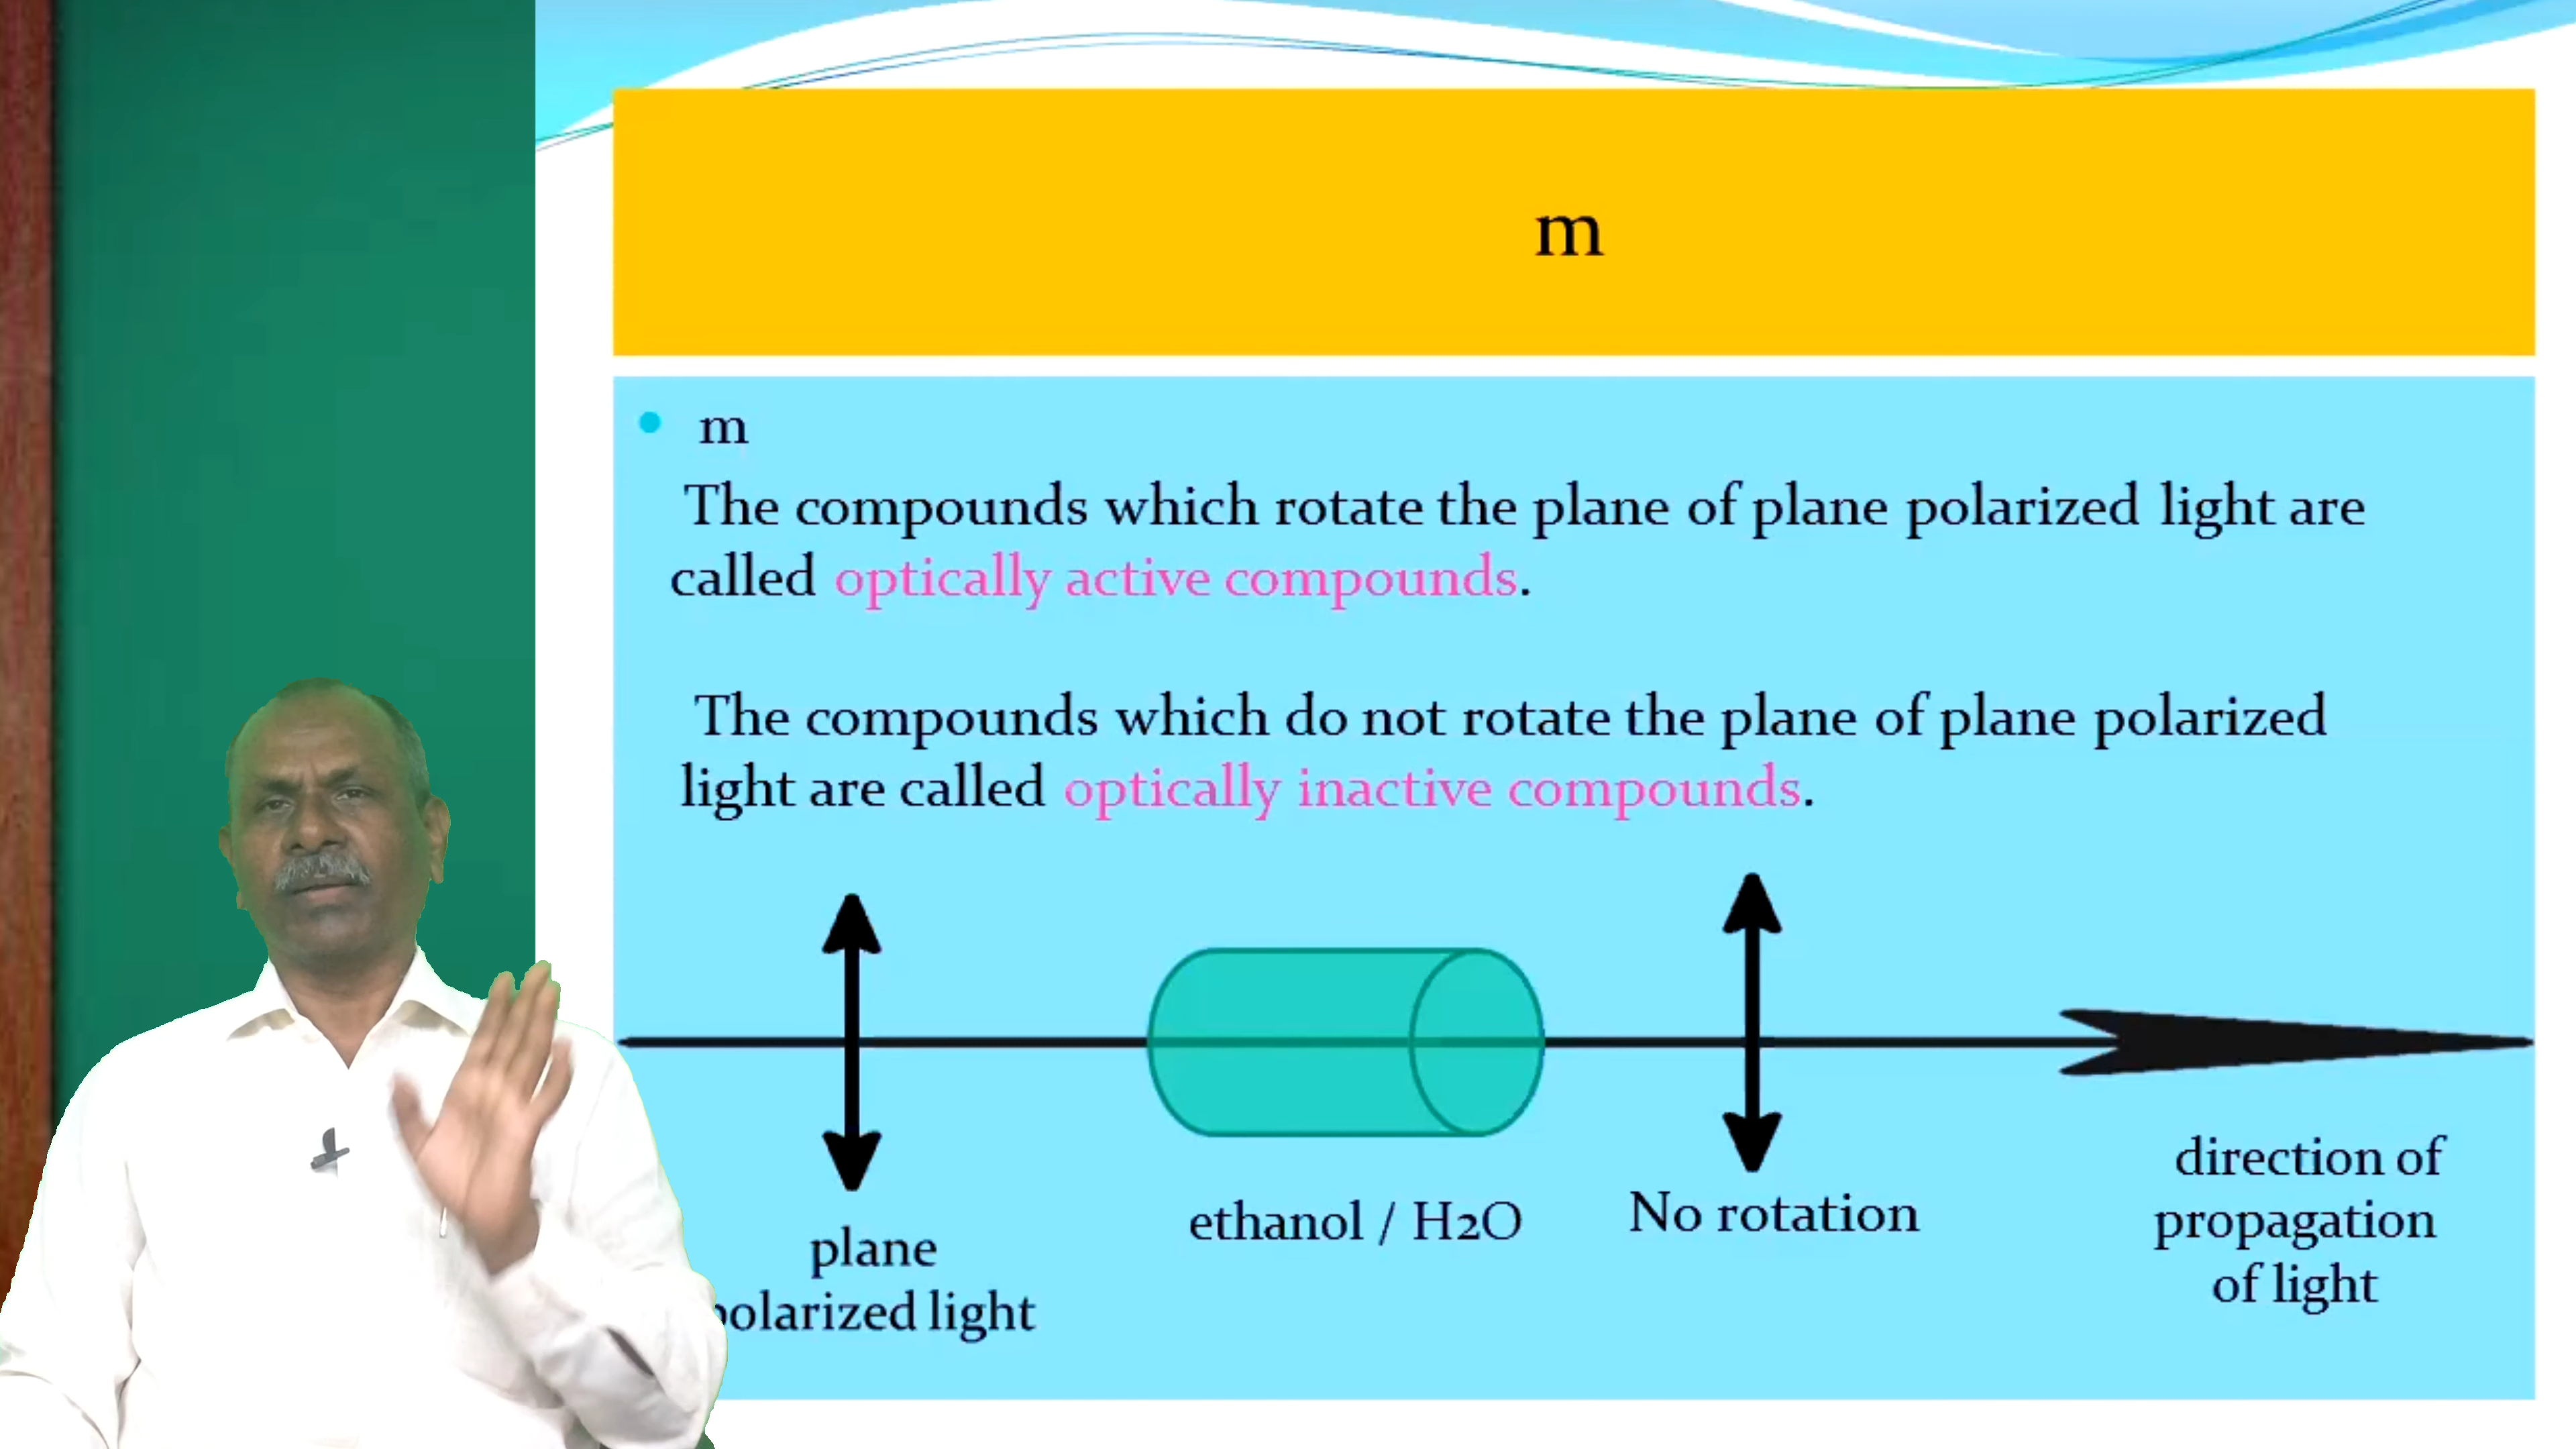 m
m
The compounds which rotate the plane of plane polarized light are
called optically active compounds.
The compounds which do not rotate the plane of plane polarized
light are called optically inactive compounds.
plane
polarized light
ethanol / H2O
No rotation
direction of
propagation
of light